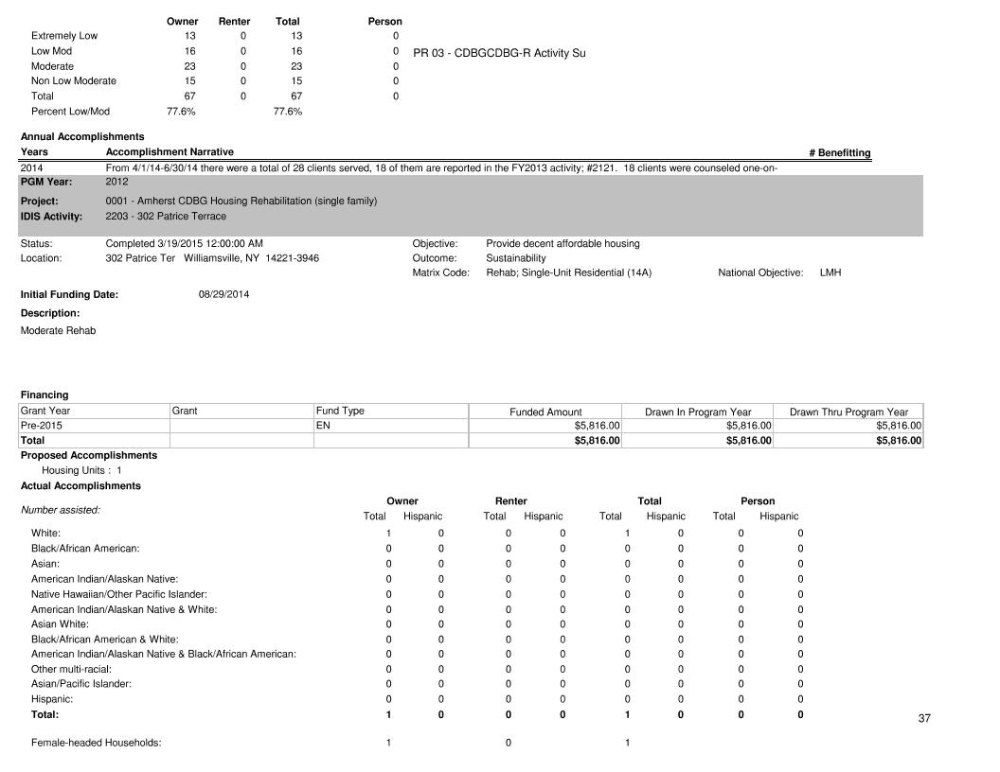 Owner Renter Total Person
Extremely Low 13 0 13 0
Low Mod 16 0 16 0 PR 03 - CDBGCDBG-R Activity Su
Moderate 23 0 23 0
Non Low Moderate 15 0 15 0
Total 67 0 67 0
Percent Low/Mod 77.6% 77.6%
Annual Accomplishments
Years Accomplishment Narrative # Benefitting
2014 From 4/1/14-6/30/14 there were a total of 28 clients served, 18 of them are reported in the FY2013 activity; #2121. 18 clients were counseled one-on-
PGM Year: 2012
Project: 0001 - Amherst CDBG Housing Rehabilitation (single family)
IDIS Activity: 2203 - 302 Patrice Terrace
Status: Completed 3/19/2015 12:00:00 AM Objective: Provide decent affordable housing
Location: 302 Patrice Ter Williamsville, NY 14221-3946 Outcome: Sustainability
Matrix Code: Rehab; Single-Unit Residential (14A) National Objective: LMH
Initial Funding Date: 08/29/2014
Description:
Moderate Rehab
Financing
Grant Year Grant Fund Type Funded Amount Drawn In Program Year Drawn Thru Program Year
Pre-2015 EN $5,816.00 $5,816.00 $5,816.00
Total $5,816.00 $5,816.00 $5,816.00
Proposed Accomplishments
Housing Units : 1
Actual Accomplishments
Owner Renter Total Person
Number assisted:
Total Hispanic Total Hispanic Total Hispanic Total Hispanic
White: 1 0 0 0 1 0 0 0
Black/African American: 0 0 0 0 0 0 0 0
Asian: 0 0 0 0 0 0 0 0
American Indian/Alaskan Native: 0 0 0 0 0 0 0 0
Native Hawaiian/Other Pacific Islander: 0 0 0 0 0 0 0 0
American Indian/Alaskan Native & White: 0 0 0 0 0 0 0 0
Asian White: 0 0 0 0 0 0 0 0
Black/African American & White: 0 0 0 0 0 0 0 0
American Indian/Alaskan Native & Black/African American: 0 0 0 0 0 0 0 0
Other multi-racial: 0 0 0 0 0 0 0 0
Asian/Pacific Islander: 0 0 0 0 0 0 0 0
Hispanic: 0 0 0 0 0 0 0 0
Total: 1 0 0 0 1 0 0 0
37
Female-headed Households: 1 0 1